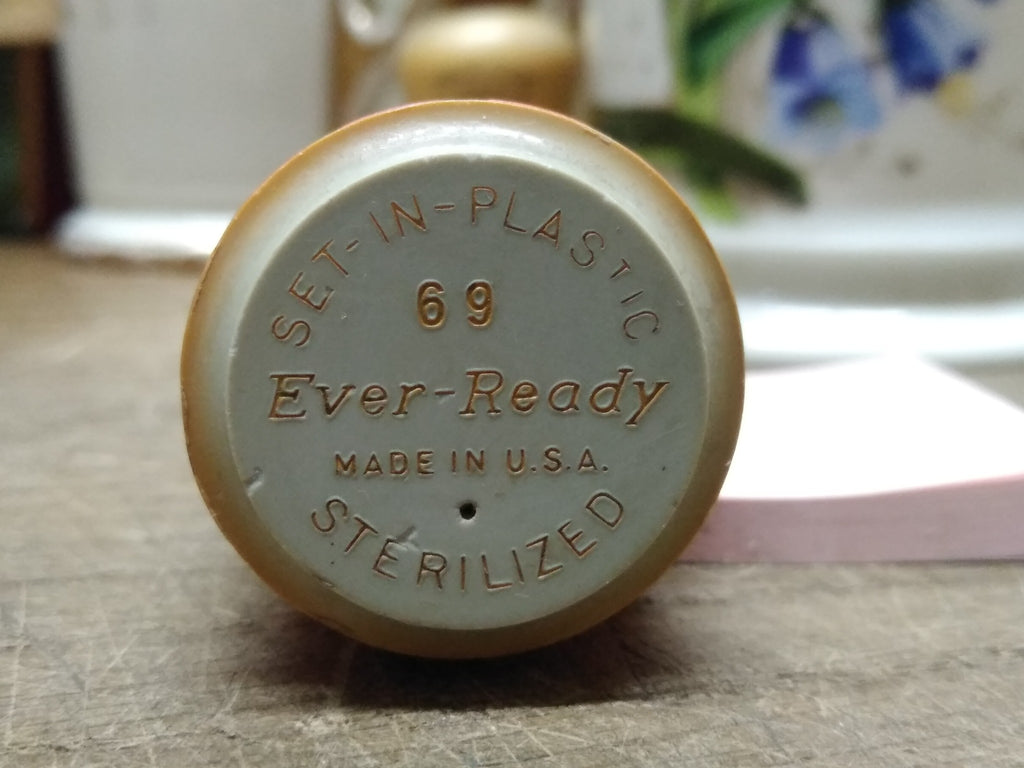 SET-IN-PLASTIC
69
Ever-Ready
MADE IN U.S.A.
STERILIZED